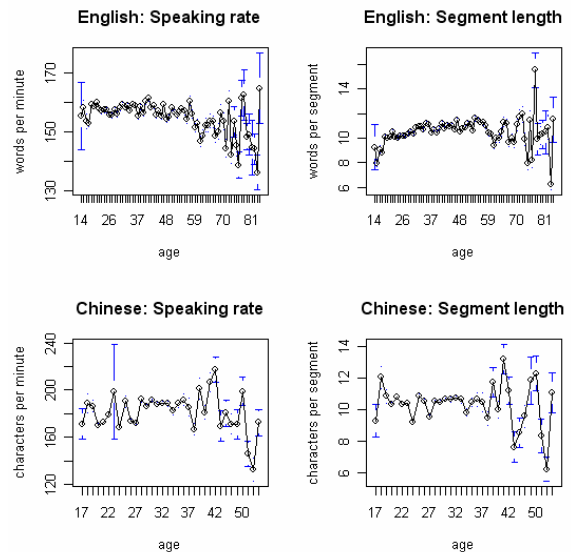 English: Speaking rate
words per minute
130 150 170
14 26 37 48 59 70 81
age
English: Segment length
words per segment
6 8 10 14
14 26 37 48 59 70 81
age
Chinese: Speaking rate
characters per minute
120 160 200 240
17 22 27 32 37 42 50
age
Chinese: Segment length
characters per segment
6 8 10 12 14
17 22 27 32 37 42 50
age